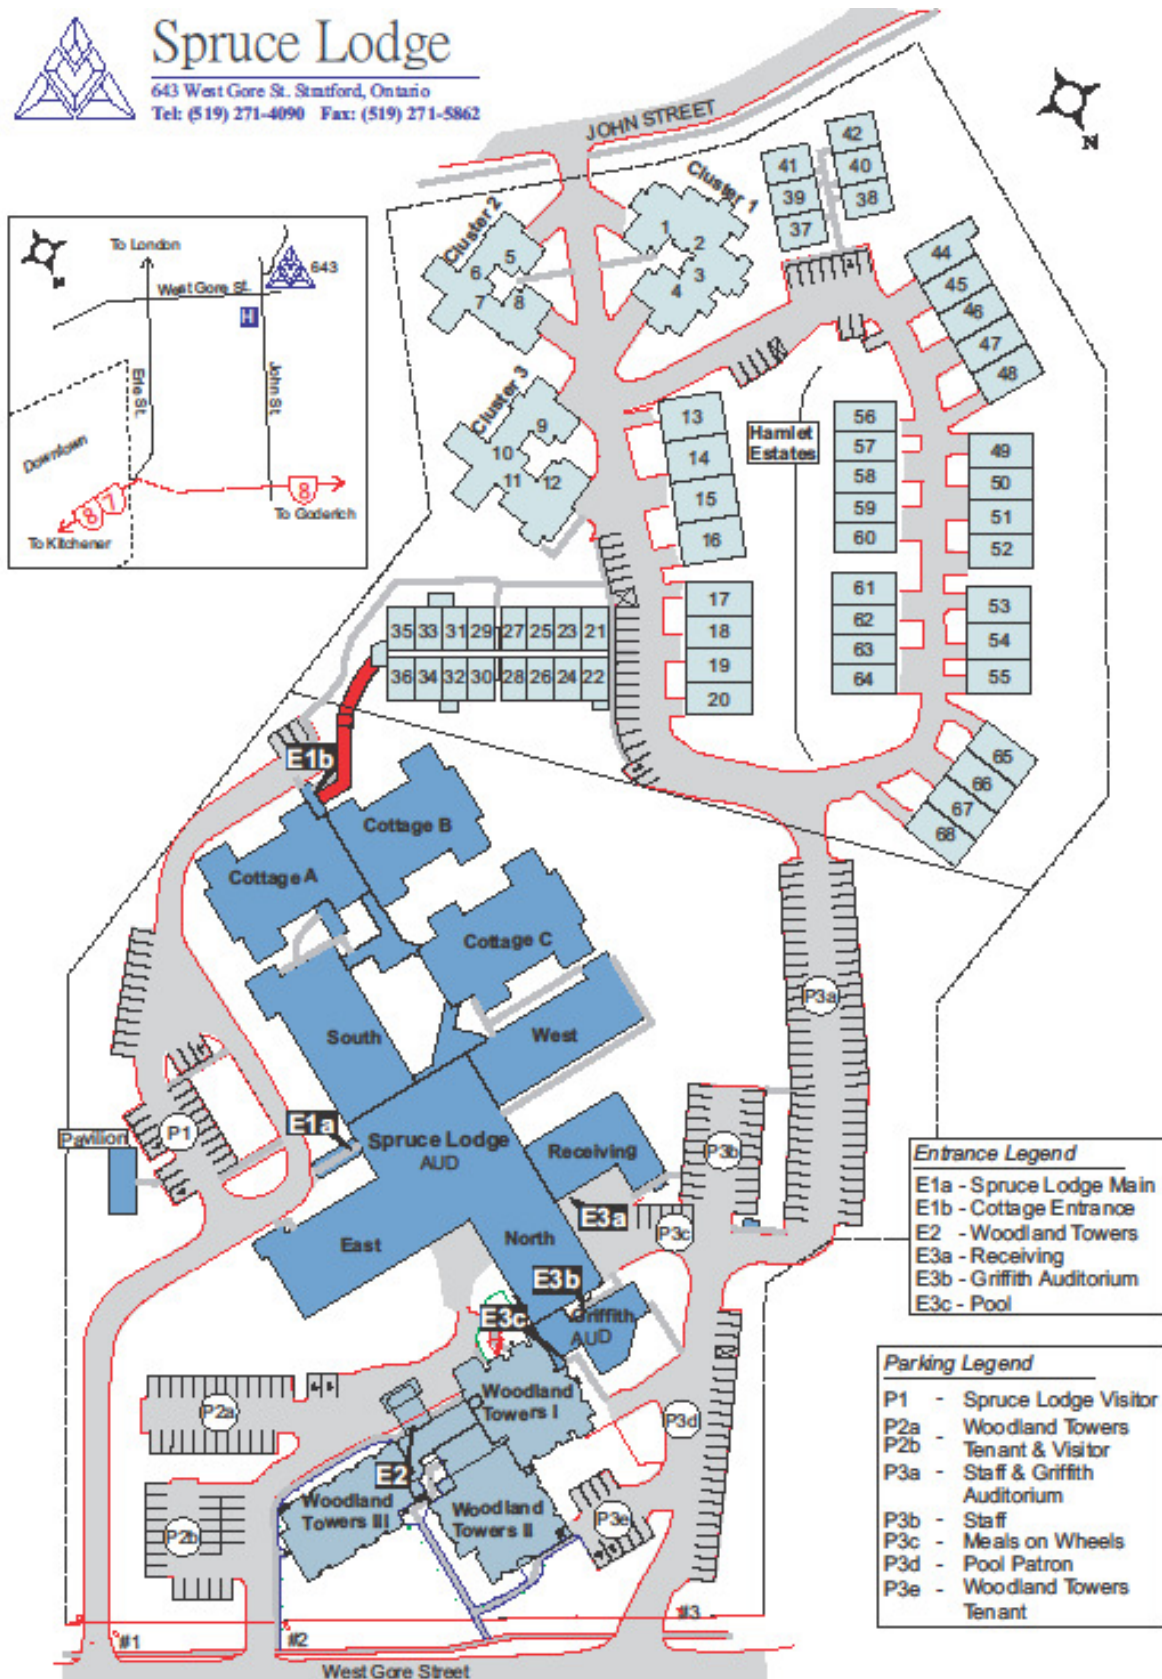 Spruce Lodge
643 West Gore St. Stratford, Ontario
Tel: (519) 271-4090 Fax: (519) 271-5862
N
JOHN STREET
To London
643
West Gore St.
H
Erie St.
John St
Downtown
8 7
8
To Goderich
To Kitchener
N
Cluster 1
1
2
3
4
Cluster 2
5
6
7
8
Cluster 3
9
10
11
12
41
39
37
42
40
38
44
45
46
47
48
13
14
15
16
Hamlet
Estates
56
57
58
59
60
49
50
51
52
17
18
19
20
61
62
63
64
53
54
55
35 33 31 29 27 25 23 21
36 34 32 30 28 26 24 22
65
66
67
68
E1b
Cottage B
Cottage A
Cottage C
South
West
P3a
P1
Pavilion
E1a
Spruce Lodge
AUD
Receiving
P3b
E3a
P3c
East
North
E3b
E3c
Griffith
AUD
Woodland
Towers I
P2a
P3d
E2
Woodland
Towers III
Woodland
Towers II
P2b
P3e
#1
#2
#3
West Gore Street
Entrance Legend
E1a - Spruce Lodge Main
E1b - Cottage Entrance
E2 - Woodland Towers
E3a - Receiving
E3b - Griffith Auditorium
E3c - Pool
Parking Legend
P1 - Spruce Lodge Visitor
P2a Woodland Towers
P2b - Tenant & Visitor
P3a - Staff & Griffith
Auditorium
P3b - Staff
P3c - Meals on Wheels
P3d - Pool Patron
P3e - Woodland Towers
Tenant